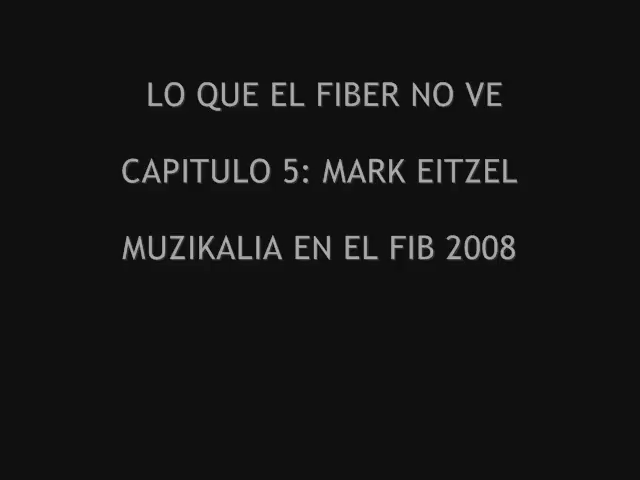 LO QUE EL FIBER NO VE
CAPITULO 5: MARK EITZEL
MUZIKALIA EN EL FIB 2008